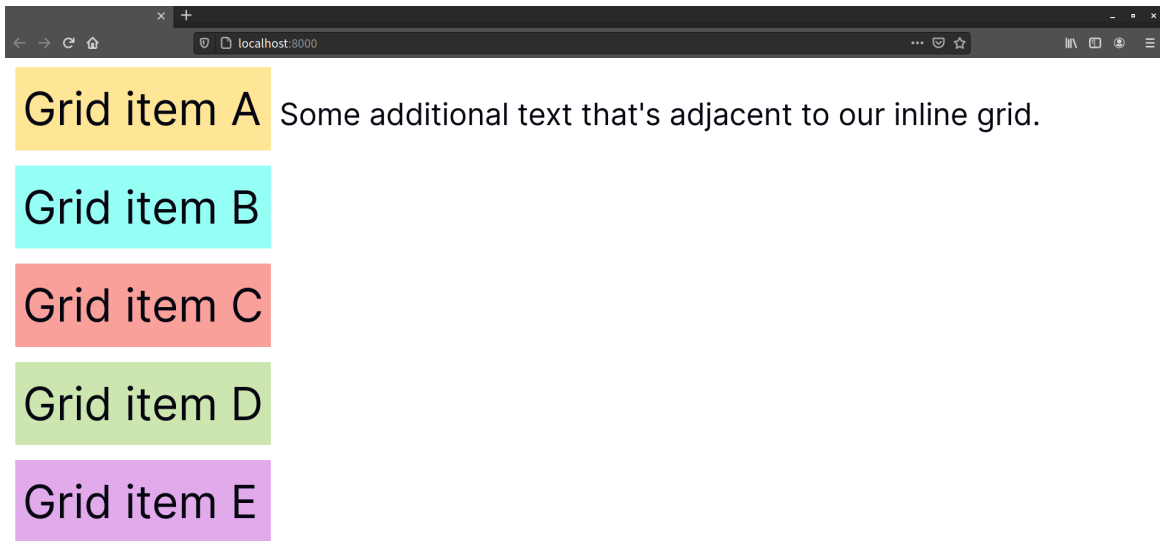 localhost:8000
Grid item A Some additional text that's adjacent to our inline grid.
Grid item B
Grid item C
Grid item D
Grid item E